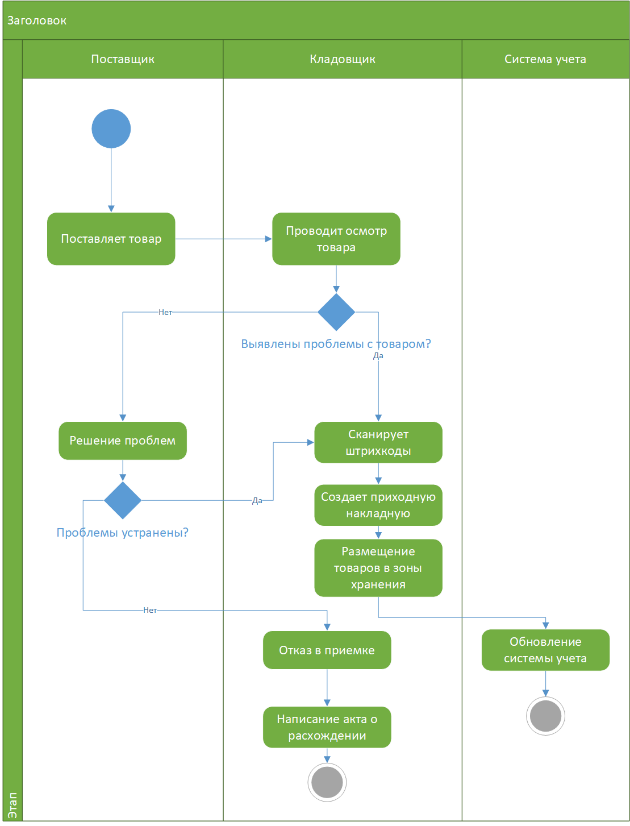 Заголовок
Поставщик
Кладовщик
Система учета
Поставляет товар
Проводит осмотр
товара
Нет
Выявлены проблемы с товаром?
Да
Решение проблем
Сканирует
штрихкоды
Проблемы устранены?
Да
Создает приходную
накладную
Размещение
товаров в зоны
хранения
Нет
Отказ в приемке
Обновление
системы учета
Написание акта о
расхождении
Этап